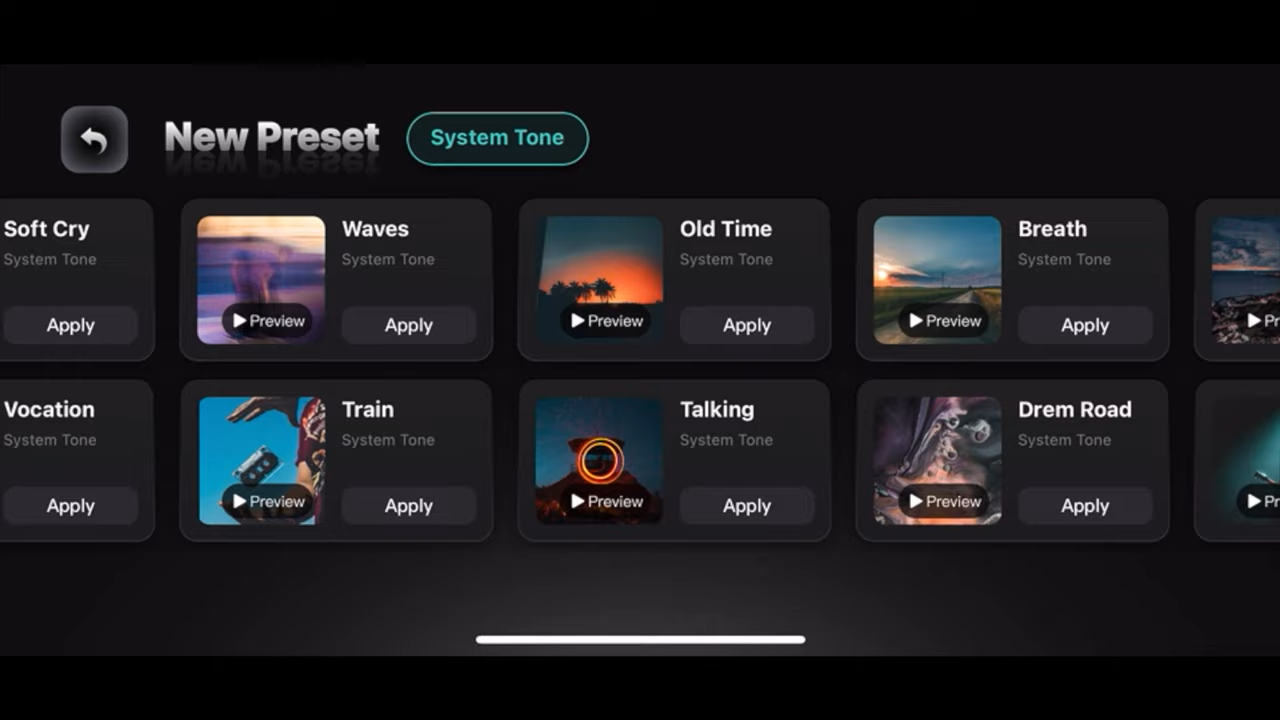 New Preset
System Tone
Soft Cry
System Tone
Apply
Waves
System Tone
Preview
Apply
Old Time
System Tone
Preview
Apply
Breath
System Tone
Preview
Apply
Vocation
System Tone
Apply
Train
System Tone
Preview
Apply
Talking
System Tone
Preview
Apply
Drem Road
System Tone
Preview
Apply